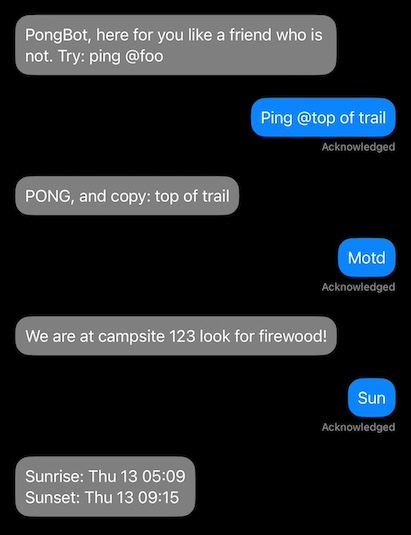 PongBot, here for you like a friend who is
not. Try: ping @foo
Ping @top of trail
Acknowledged
PONG, and copy: top of trail
Motd
Acknowledged
We are at campsite 123 look for firewood!
Sun
Acknowledged
Sunrise: Thu 13 05:09
Sunset: Thu 13 09:15